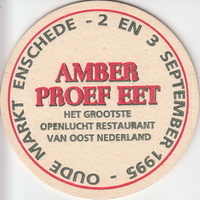 OUDE MARKT ENSCHEDE - 2 EN 3 SEPTEMBER 1995 -
AMBER
PROEF EET
HET GROOTSTE
OPENLUCHT RESTAURANT
VAN OOST NEDERLAND